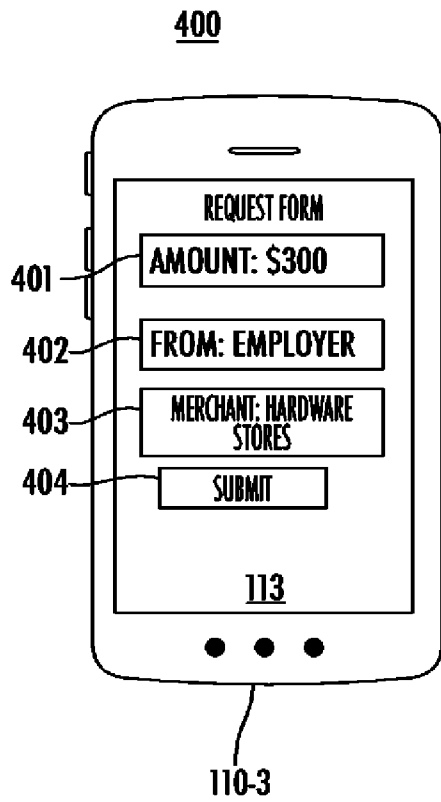 400
REQUEST FORM
401
AMOUNT: $300
402
FROM: EMPLOYER
403
MERCHANT: HARDWARE
STORES
404
SUBMIT
113
110-3